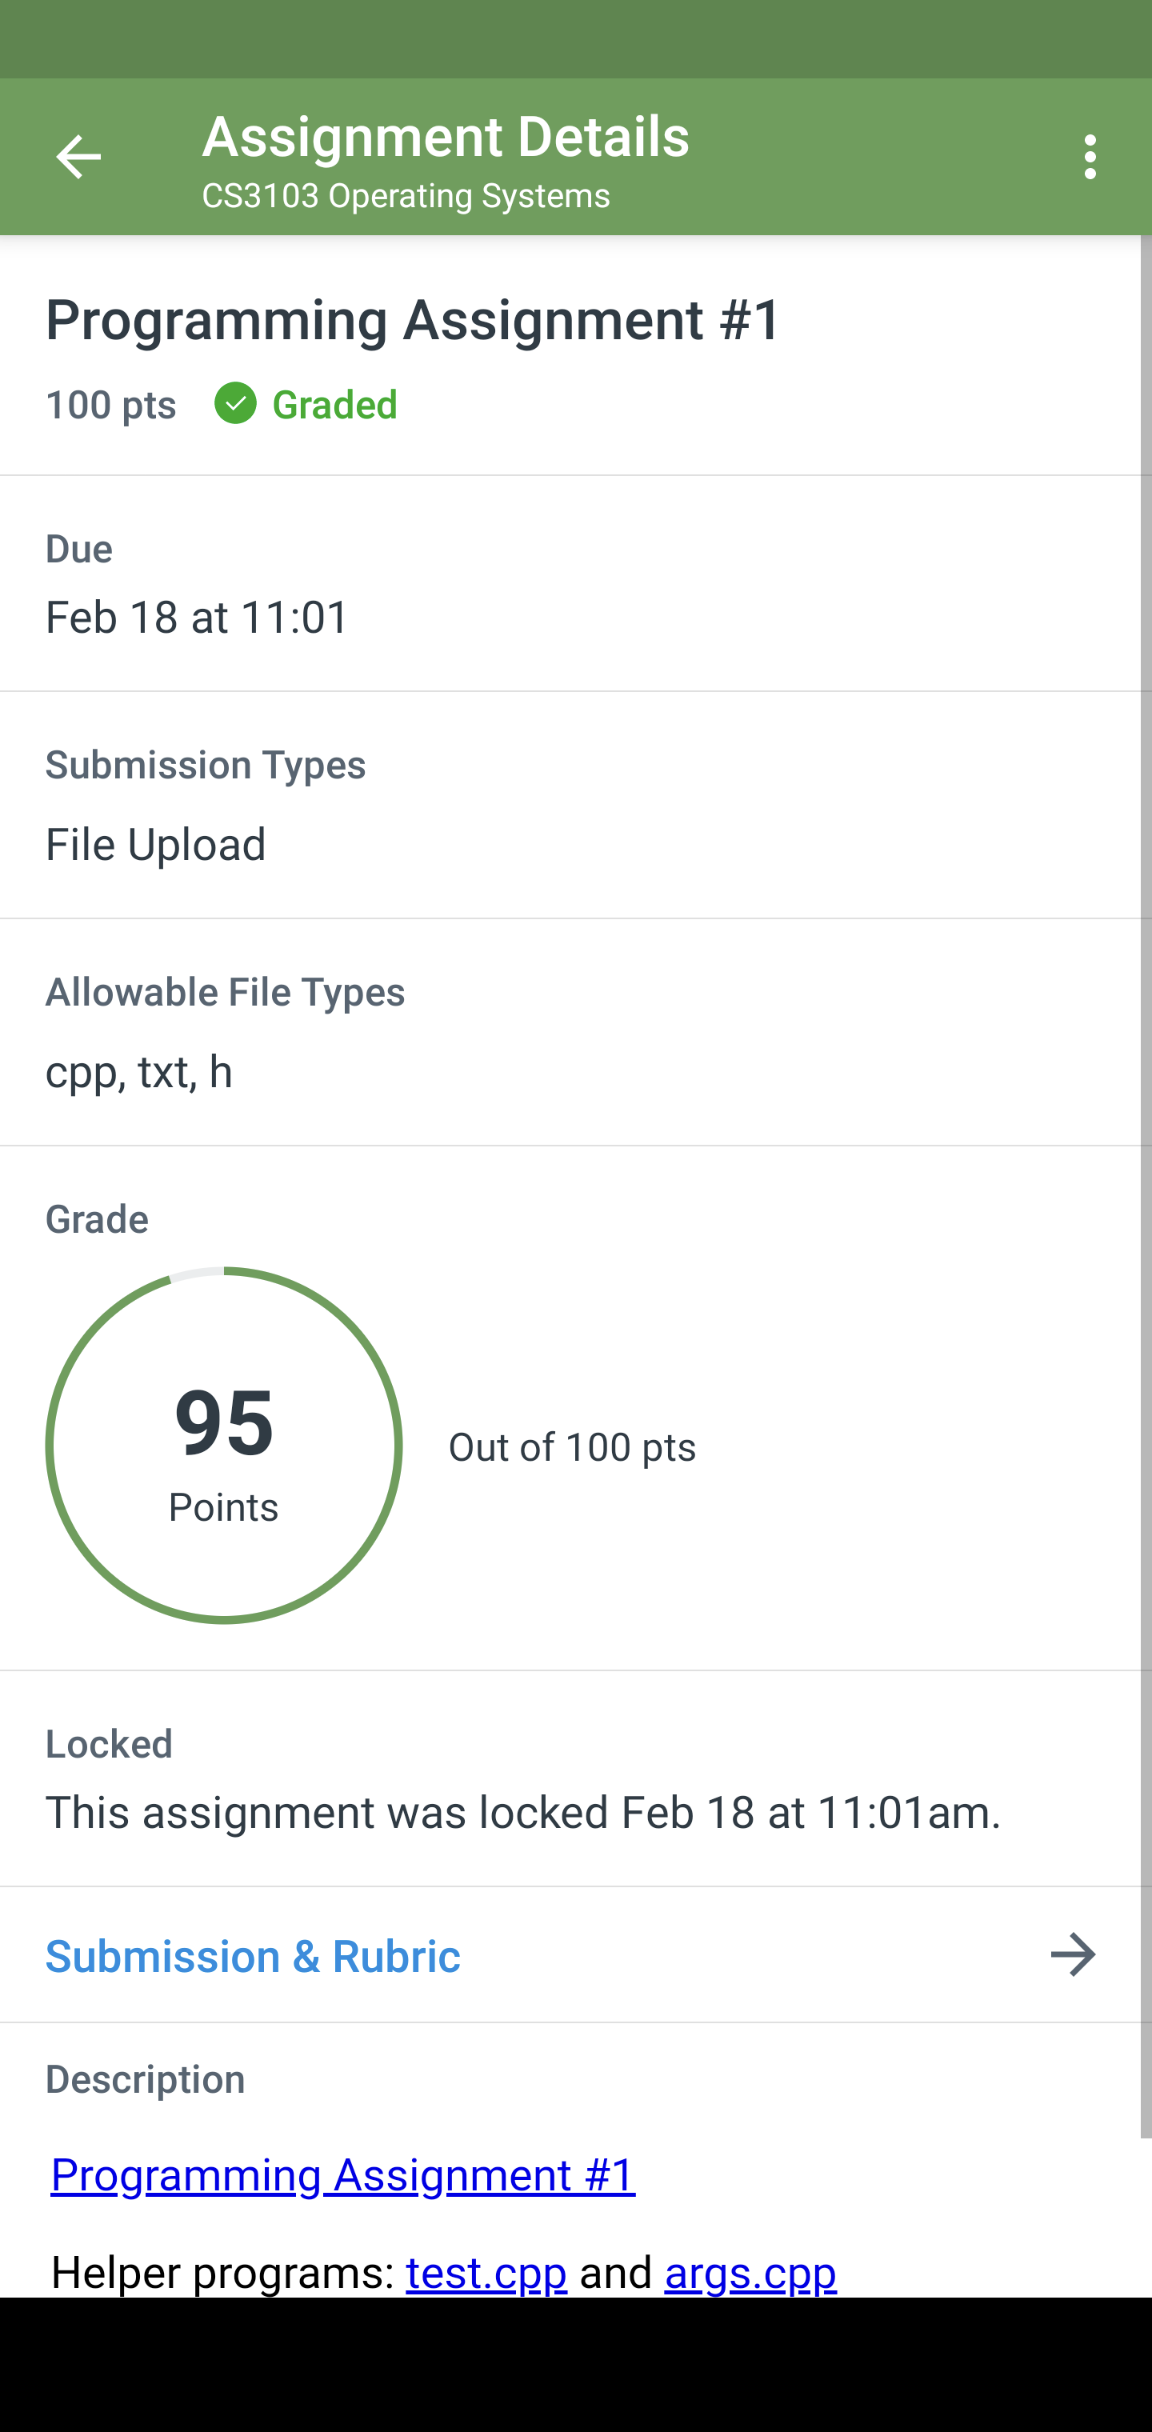 Assignment Details
CS3103 Operating Systems
Programming Assignment #1
100 pts Graded
Due
Feb 18 at 11:01
Submission Types
File Upload
Allowable File Types
cpp, txt, h
Grade
95
Points
Out of 100 pts
Locked
This assignment was locked Feb 18 at 11:01am.
Submission & Rubric
Description
Programming Assignment #1
Helper programs: test.cpp and args.cpp